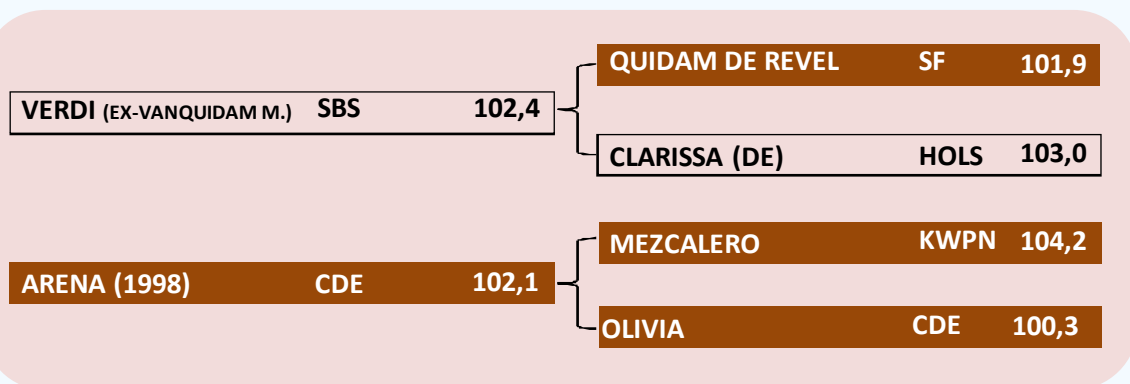 QUIDAM DE REVEL SF 101,9
VERDI (EX-VANQUIDAM M.) SBS 102,4
CLARISSA (DE) HOLS 103,0
MEZCALERO KWPN 104,2
ARENA (1998) CDE 102,1
OLIVIA CDE 100,3